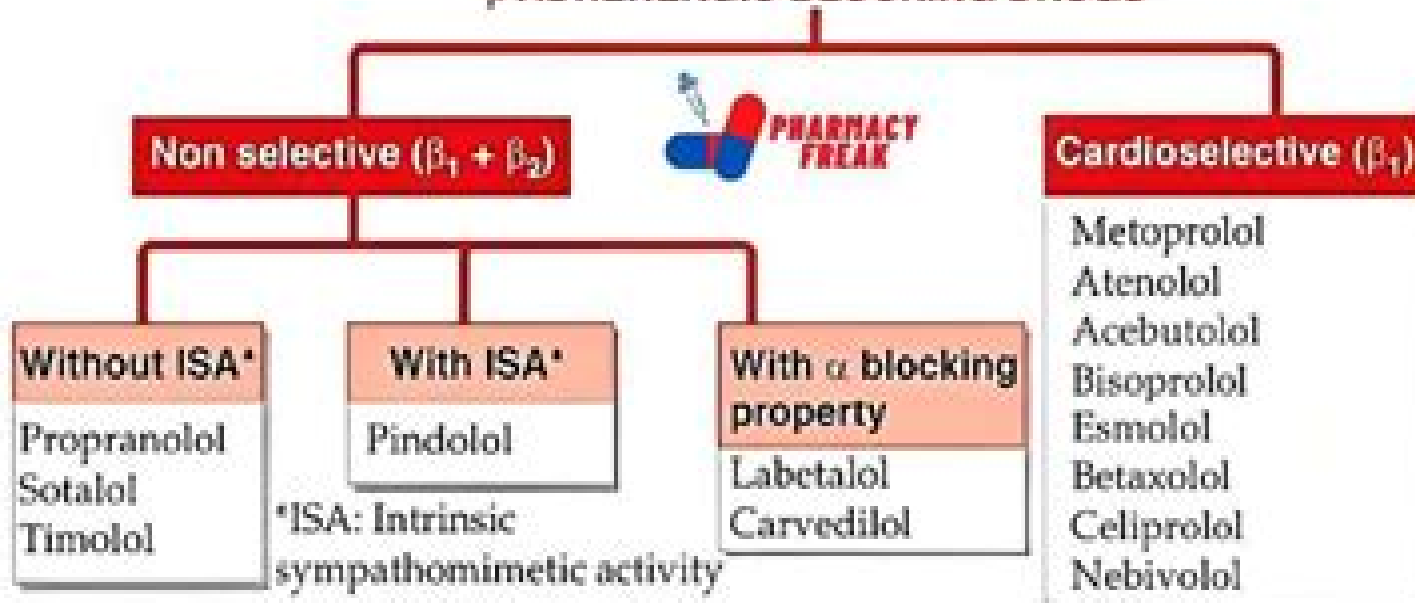 PHARMACY
FREAK
Non selective (β₁ + β₂)
Cardioselective (β₁)
Without ISA*
Propranolol
Sotalol
Timolol
With ISA*
Pindolol
*ISA: Intrinsic
sympathomimetic activity
With α blocking
property
Labetalol
Carvedilol
Metoprolol
Atenolol
Acebutolol
Bisoprolol
Esmolol
Betaxolol
Celiprolol
Nebivolol